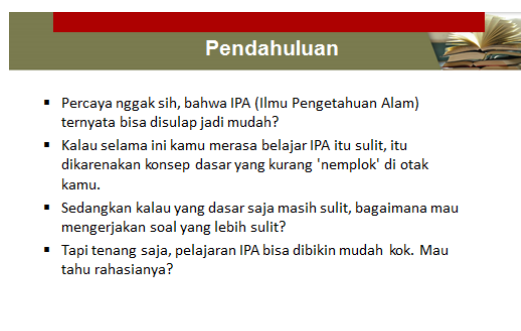 Pendahuluan
▪ Percaya nggak sih, bahwa IPA (Ilmu Pengetahuan Alam)
ternyata bisa disulap jadi mudah?
▪ Kalau selama ini kamu merasa belajar IPA itu sulit, itu
dikarenakan konsep dasar yang kurang 'nemplok' di otak
kamu.
▪ Sedangkan kalau yang dasar saja masih sulit, bagaimana mau
mengerjakan soal yang lebih sulit?
▪ Tapi tenang saja, pelajaran IPA bisa dibikin mudah kok. Mau
tahu rahasianya?